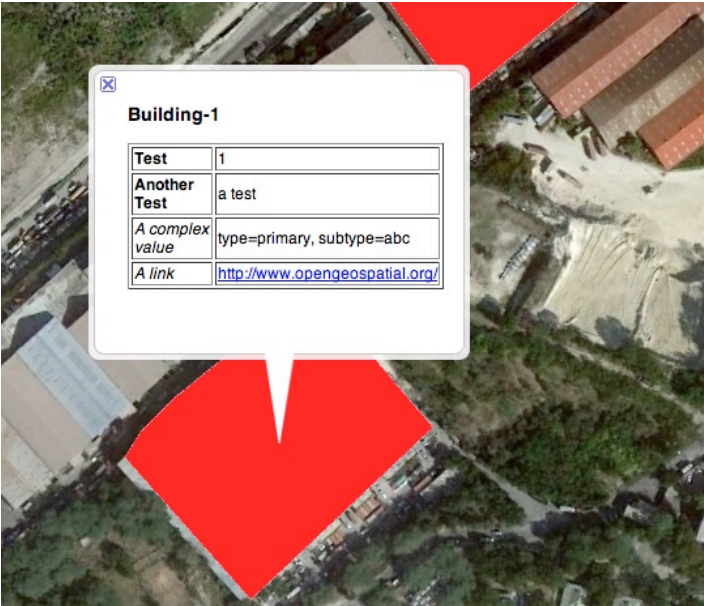 Building-1
Test 1
Another
Test a test
A complex
value type=primary, subtype=abc
A link http://www.opengeospatial.org/